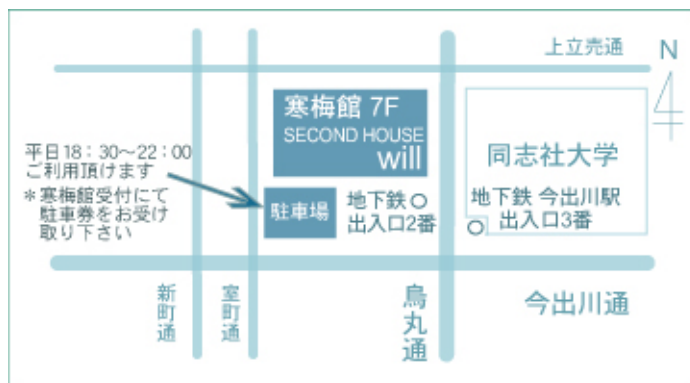 上立売通
N
寒梅館 7F
SECOND HOUSE
will
平日18：30〜22：00
ご利用頂けます
＊寒梅館受付にて
駐車券をお受け
取り下さい
駐車場
地下鉄
出入口2番
同志社大学
地下鉄 今出川駅
出入口3番
新町通
室町通
烏丸通
今出川通